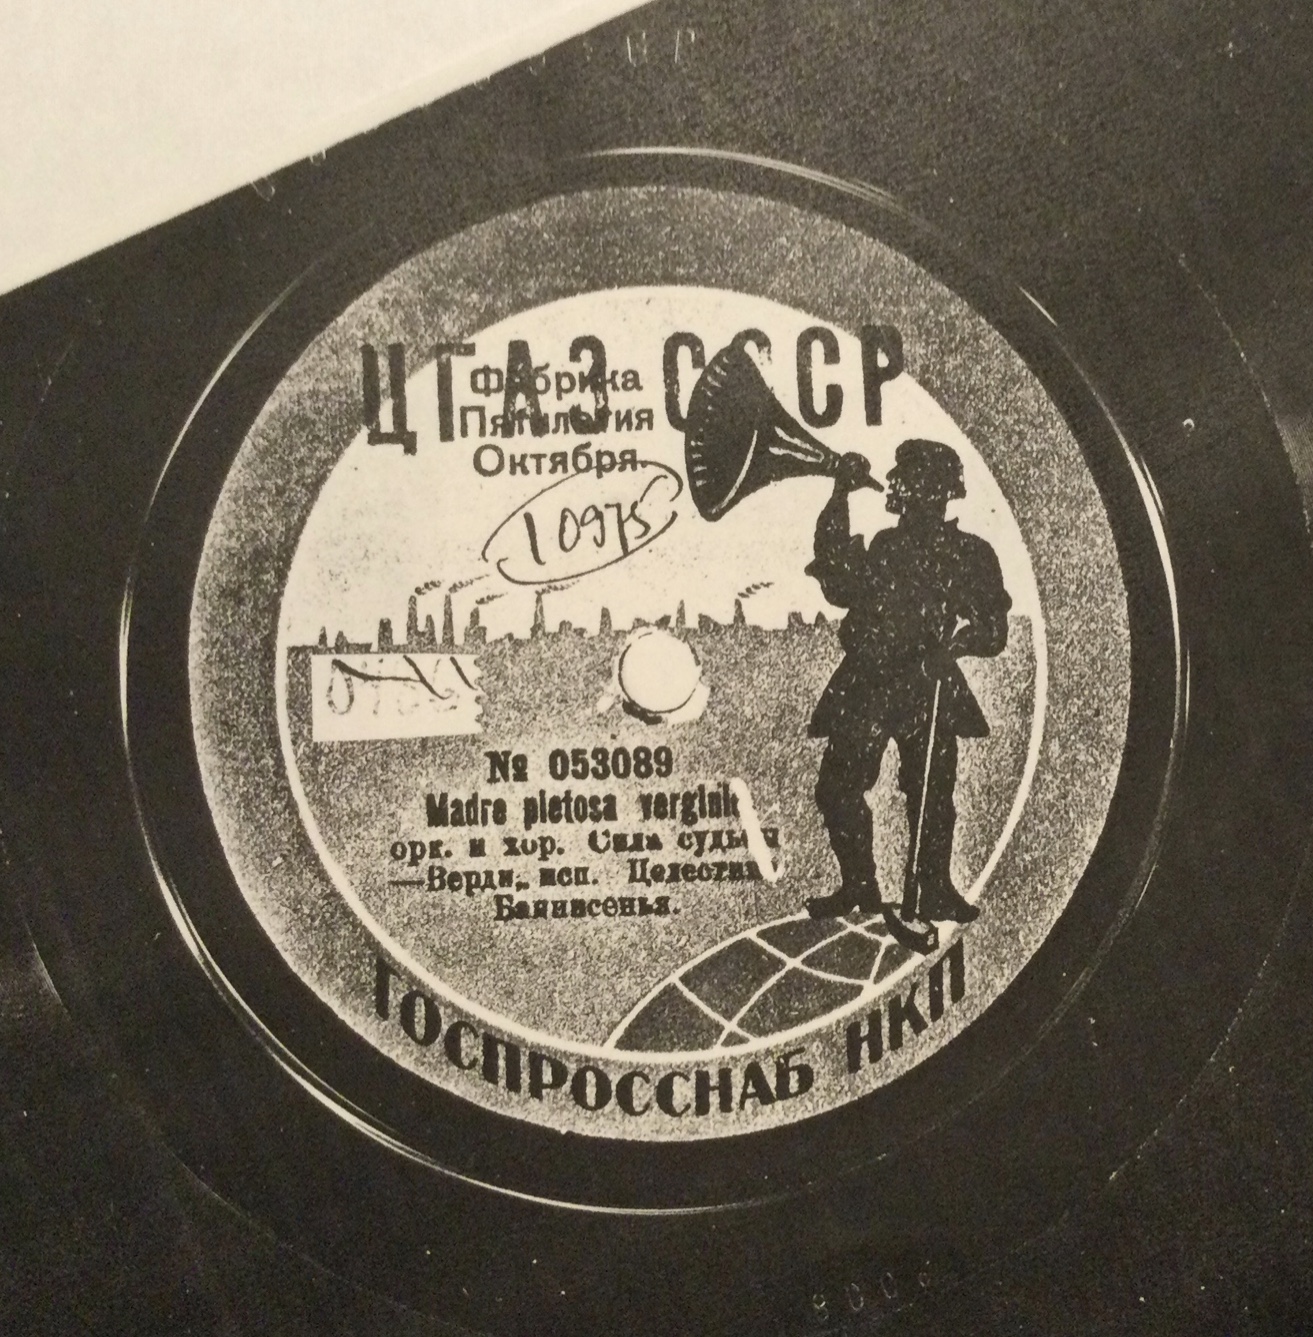 ЦГАЗ СССР
Фабрика
Пятилетия
Октября.
10975
№ 053089
Madre pietosa vergine
орк. и хор. Сила судьбы
—Верди, исп. Целестина
ГОСПРОССНАБ НКП